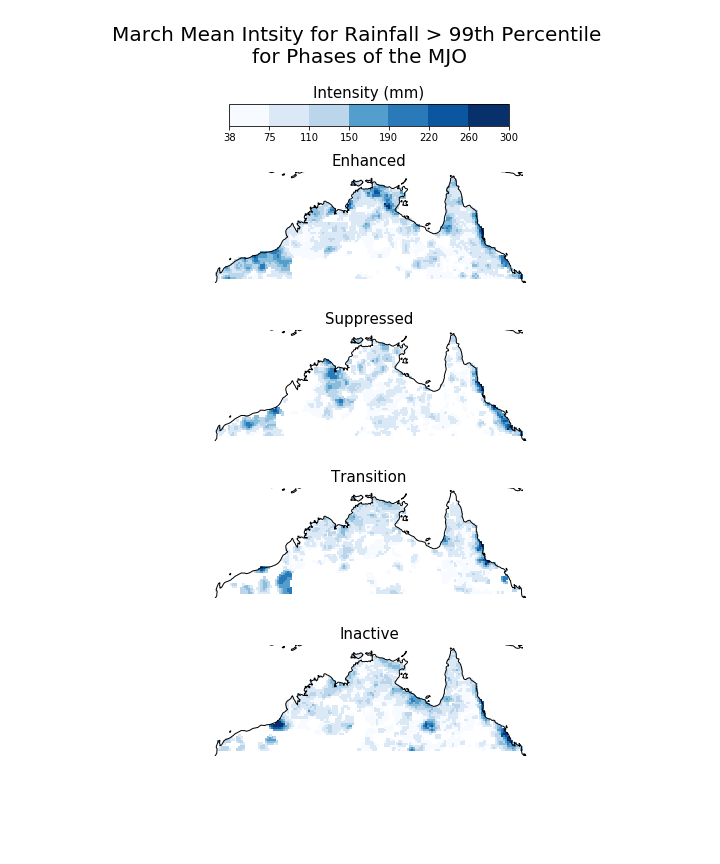 March Mean Intsity for Rainfall > 99th Percentile
for Phases of the MJO
Intensity (mm)
38 75 110 150 190 220 260 300
Enhanced
Suppressed
Transition
Inactive